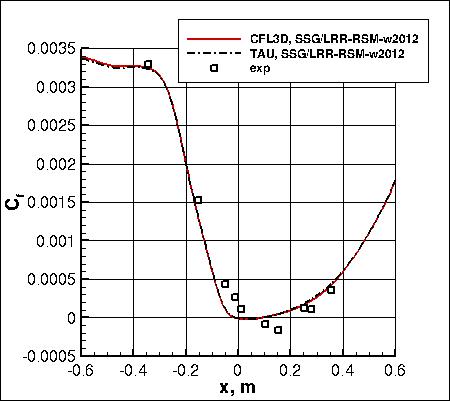 CFL3D, SSG/LRR-RSM-w2012
TAU, SSG/LRR-RSM-w2012
exp
0.0035
0.003
0.0025
0.002
0.0015
0.001
0.0005
0
-0.0005
Cf
-0.6 -0.4 -0.2 0 0.2 0.4 0.6
x, m